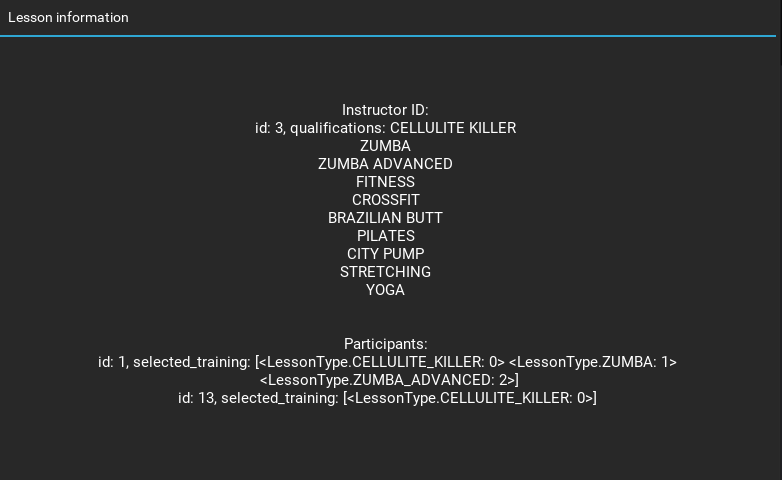 Lesson information
Instructor ID:
id: 3, qualifications: CELLULITE KILLER
ZUMBA
ZUMBA ADVANCED
FITNESS
CROSSFIT
BRAZILIAN BUTT
PILATES
CITY PUMP
STRETCHING
YOGA
Participants:
id: 1, selected_training: [<LessonType.CELLULITE_KILLER: 0> <LessonType.ZUMBA: 1>
<LessonType.ZUMBA_ADVANCED: 2>]
id: 13, selected_training: [<LessonType.CELLULITE_KILLER: 0>]